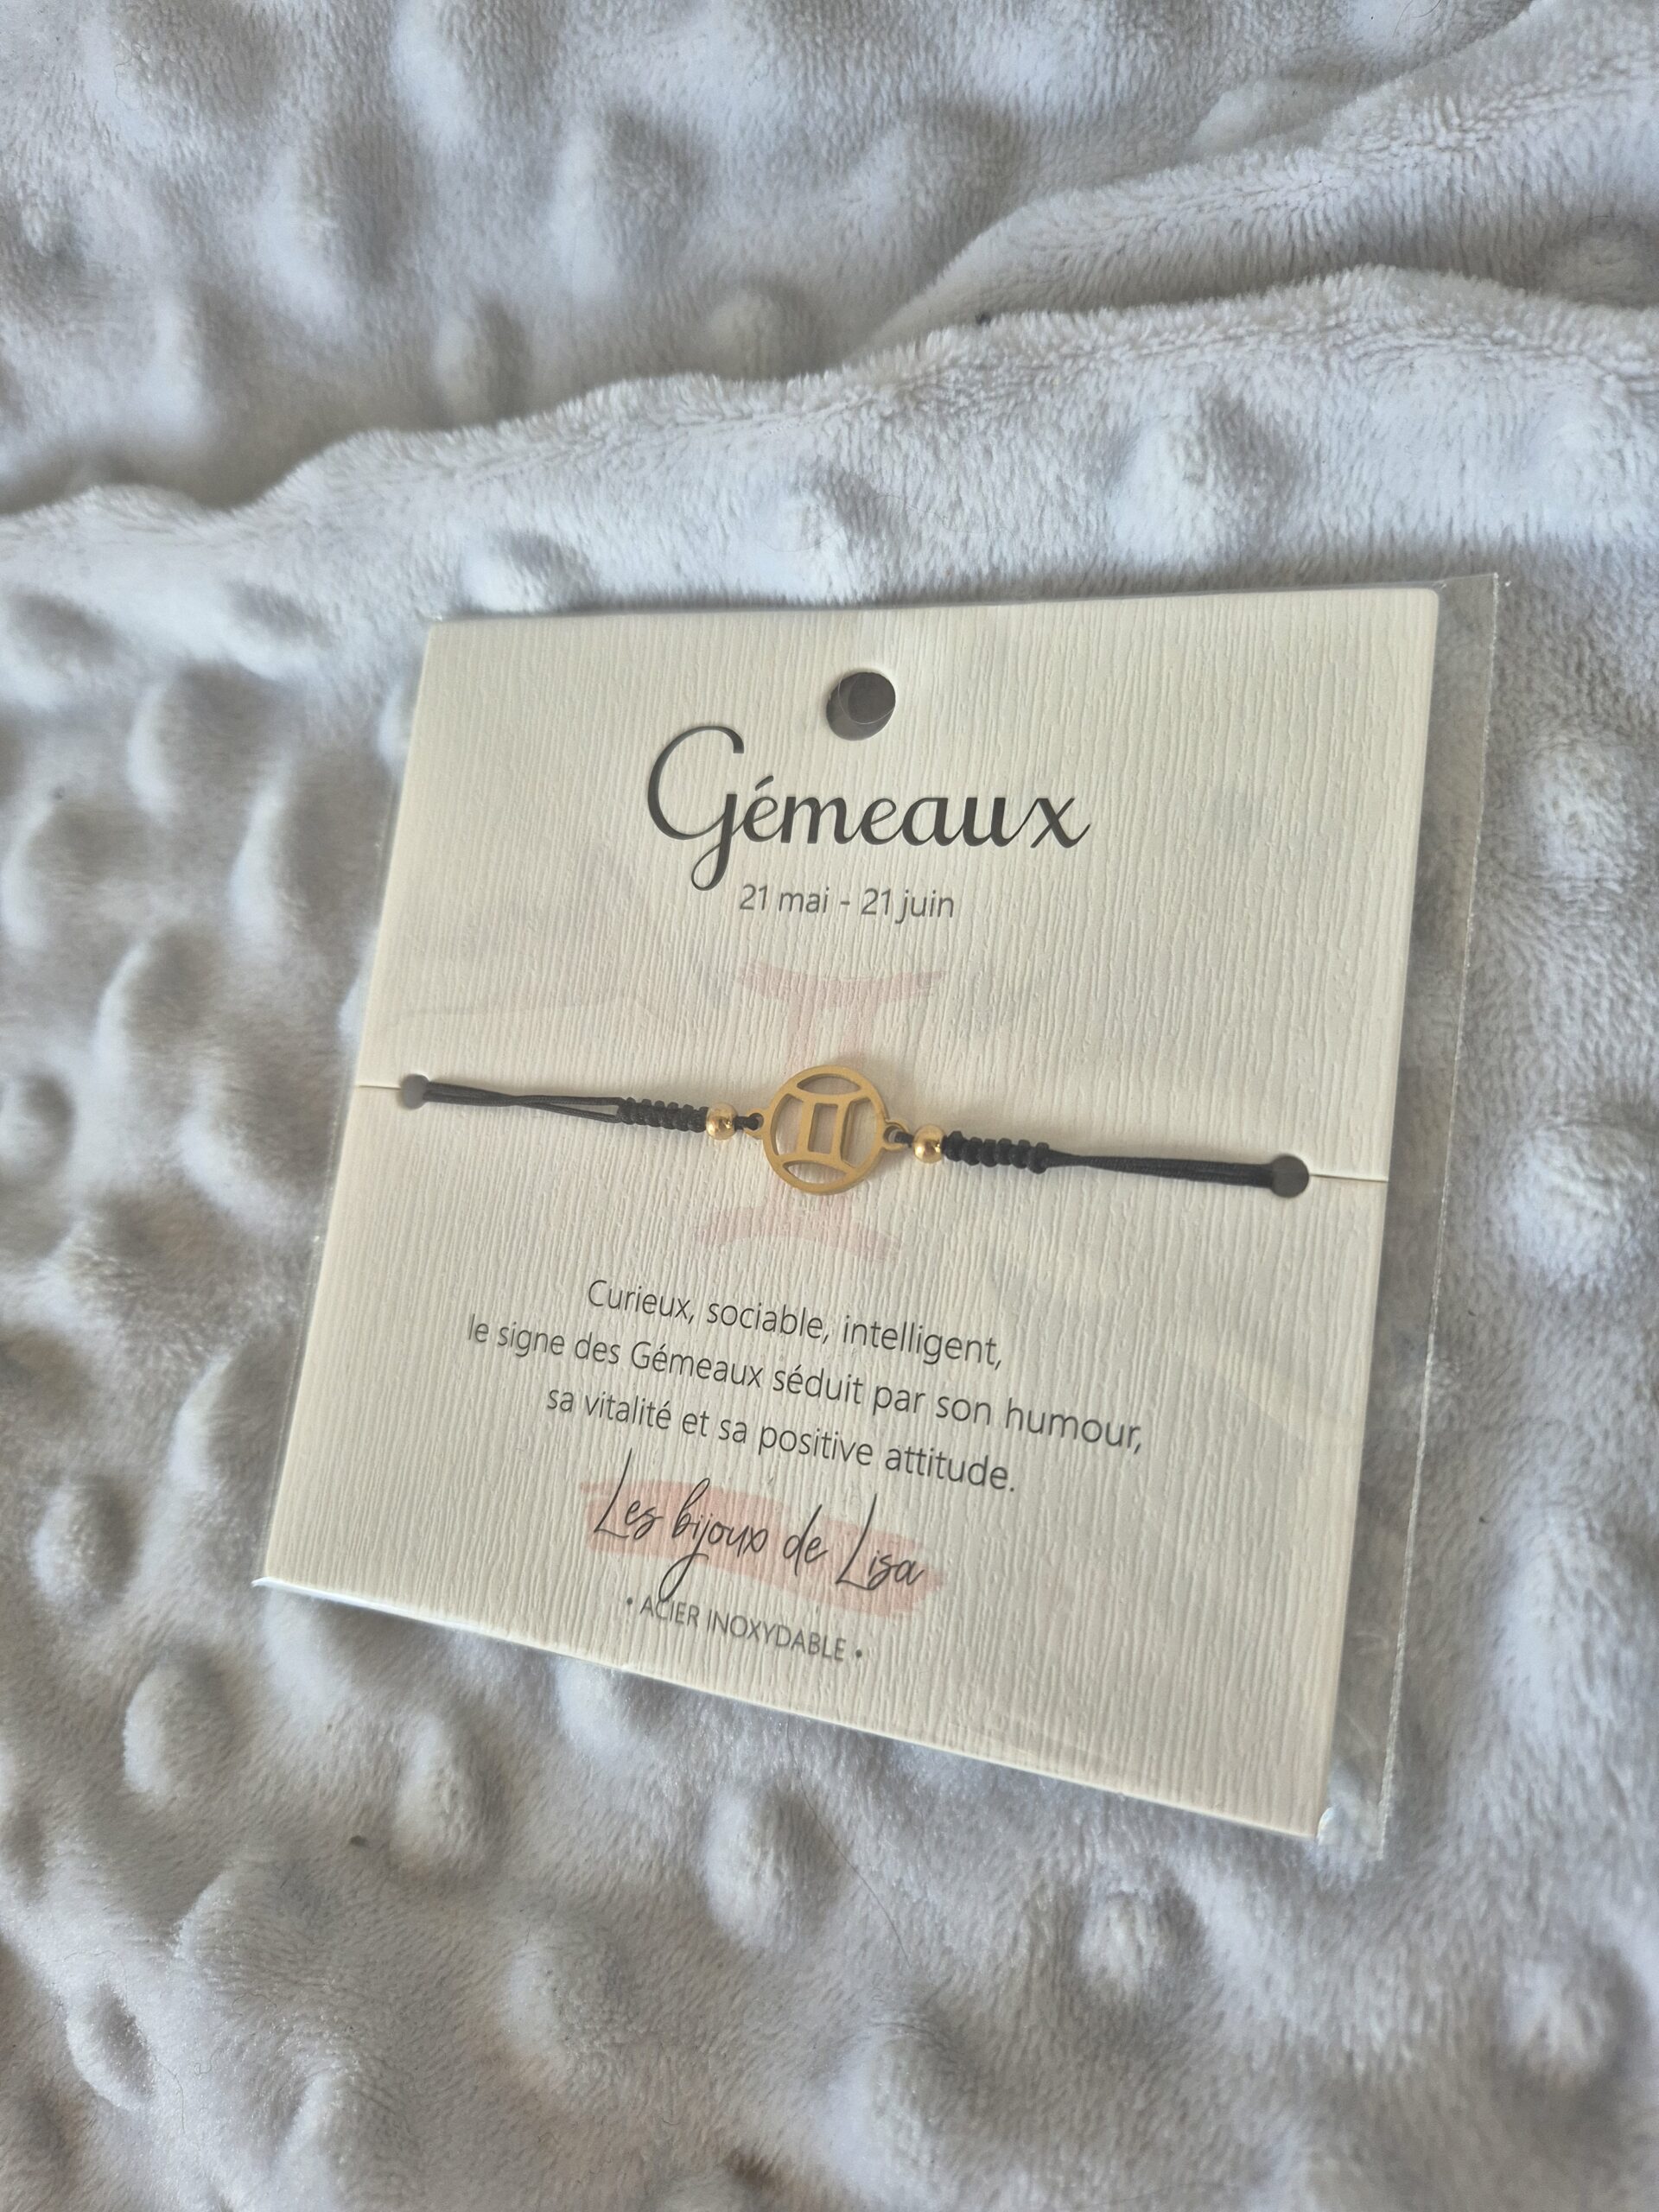 Gémeaux
21 mai - 21 juin
Curieux, sociable, intelligent,
le signe des Gémeaux séduit par son humour,
sa vitalité et sa positive attitude.
Les bijoux de Lisa
• ACIER INOXYDABLE •